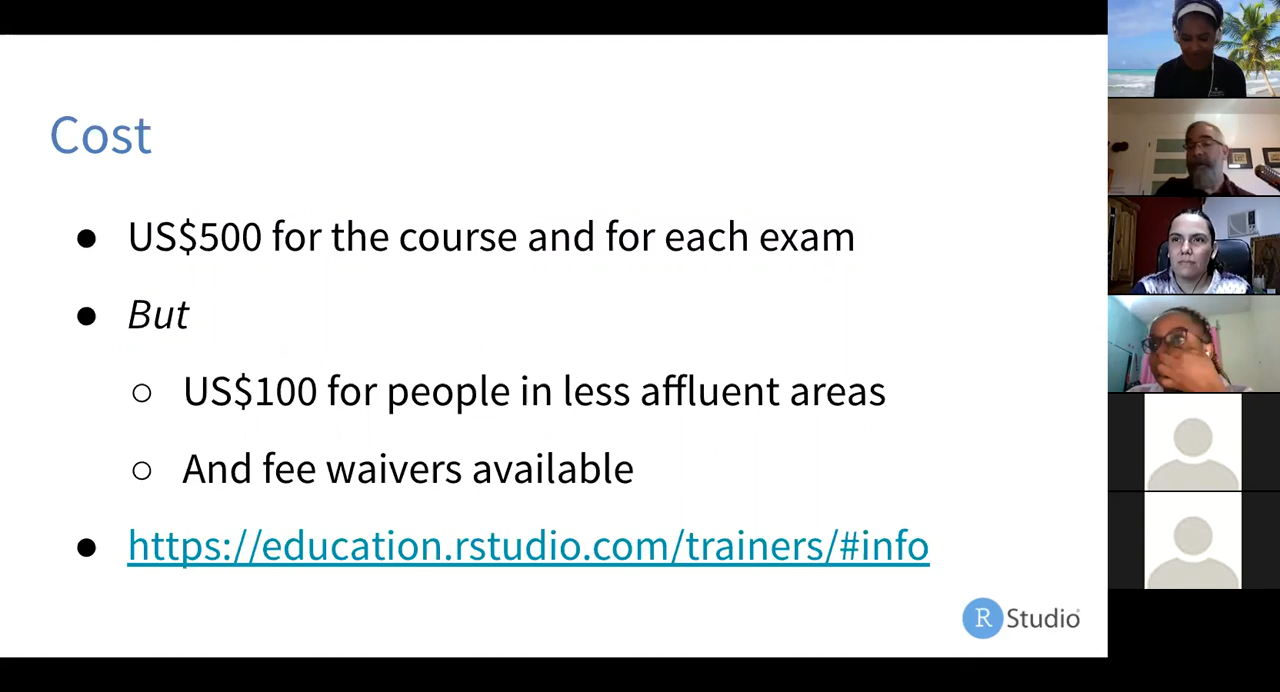 Cost
● US$500 for the course and for each exam
● But
○ US$100 for people in less affluent areas
○ And fee waivers available
● https://education.rstudio.com/trainers/#info
R Studio